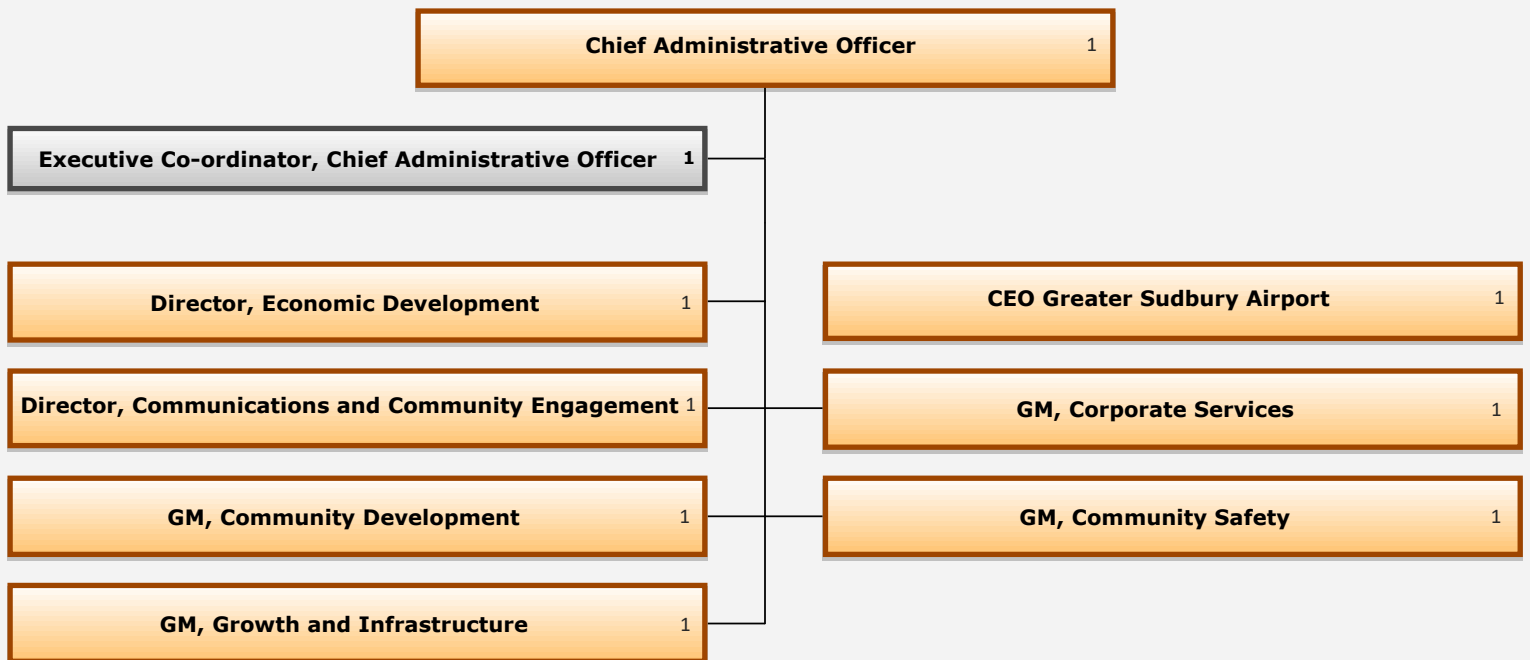 Chief Administrative Officer 1
Executive Co-ordinator, Chief Administrative Officer 1
Director, Economic Development 1
CEO Greater Sudbury Airport 1
Director, Communications and Community Engagement 1
GM, Corporate Services 1
GM, Community Development 1
GM, Community Safety 1
GM, Growth and Infrastructure 1